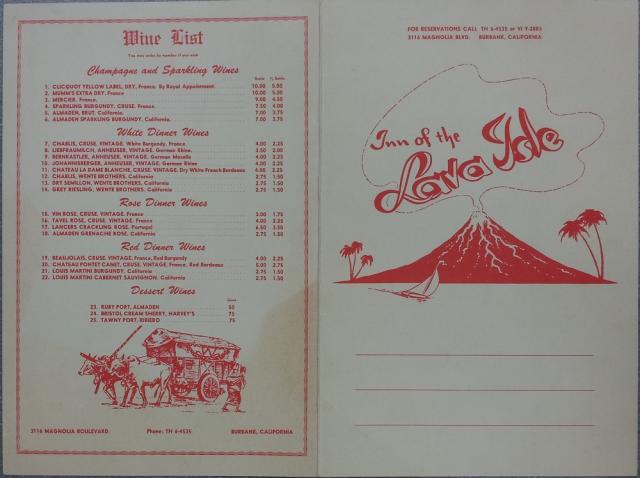 Wine List
You may order by number if you wish
Champagne and Sparkling Wines
Bottle ½ Bottle
1. CLICQUOT YELLOW LABEL, DRY, France. By Royal Appointment. 10.00 5.00
2. MUMM'S EXTRA DRY. France 10.00 5.00
3. MERCIER. France. 9.00 4.50
4. SPARKLING BURGUNDY, CRUSE. France. 7.50 4.00
5. ALMADEN, BRUT. California. 7.00 3.75
6. ALMADEN SPARKLING BURGUNDY. California. 7.00 3.75
White Dinner Wines
7. CHABLIS, CRUSE. VINTAGE. White Burgundy, France. 4.00 2.25
8. LIEBFRAUMILCH, ANHEUSER, VINTAGE. German Rhine. 3.50 2.00
9. BERNKASTLER, ANHEUSER, VINTAGE. German Moselle 4.00 2.25
10. JOHANNISBERGER, ANHEUSER, VINTAGE. German Rhine 4.00 2.25
11. CHATEAU LA DAME BLANCHE, CRUSE. VINTAGE. Dry White French Bordeaux 4.00 2.25
12. CHABLIS, WENTE BROTHERS. California 2.75 1.50
13. DRY SEMILLON, WENTE BROTHERS. California 2.75 1.50
14. GREY RIESLING, WENTE BROTHERS. California 2.75 1.50
Rose Dinner Wines
15. VIN ROSE, CRUSE. VINTAGE. France 3.00 1.75
16. TAVEL ROSE, CRUSE. VINTAGE. France 4.00 2.25
17. LANCERS CRACKLING ROSE. Portugal 6.50 3.50
18. ALMADEN GRENACHE ROSE. California 2.75 1.50
Red Dinner Wines
19. BEAUJOLAIS, CRUSE. VINTAGE. France, Red Burgundy 4.00 2.25
20. CHATEAU PONTET CANET, CRUSE. VINTAGE, France, Red Bordeaux 5.00 2.75
21. LOUIS MARTINI BURGUNDY. California 2.75 1.50
22. LOUIS MARTINI CABERNET SAUVIGNON. California 2.75 1.50
Dessert Wines
23. RUBY PORT, ALMADEN 50
24. BRISTOL CREAM SHERRY, HARVEY'S 75
25. TAWNY PORT, RIBIERO .75
3116 MAGNOLIA BOULEVARD Phone: TH 6-4535 BURBANK, CALIFORNIA
FOR RESERVATIONS CALL TH 6-4535 or VI 9-3883
3116 MAGNOLIA BLVD. BURBANK, CALIFORNIA
Inn of the
Lava Isle